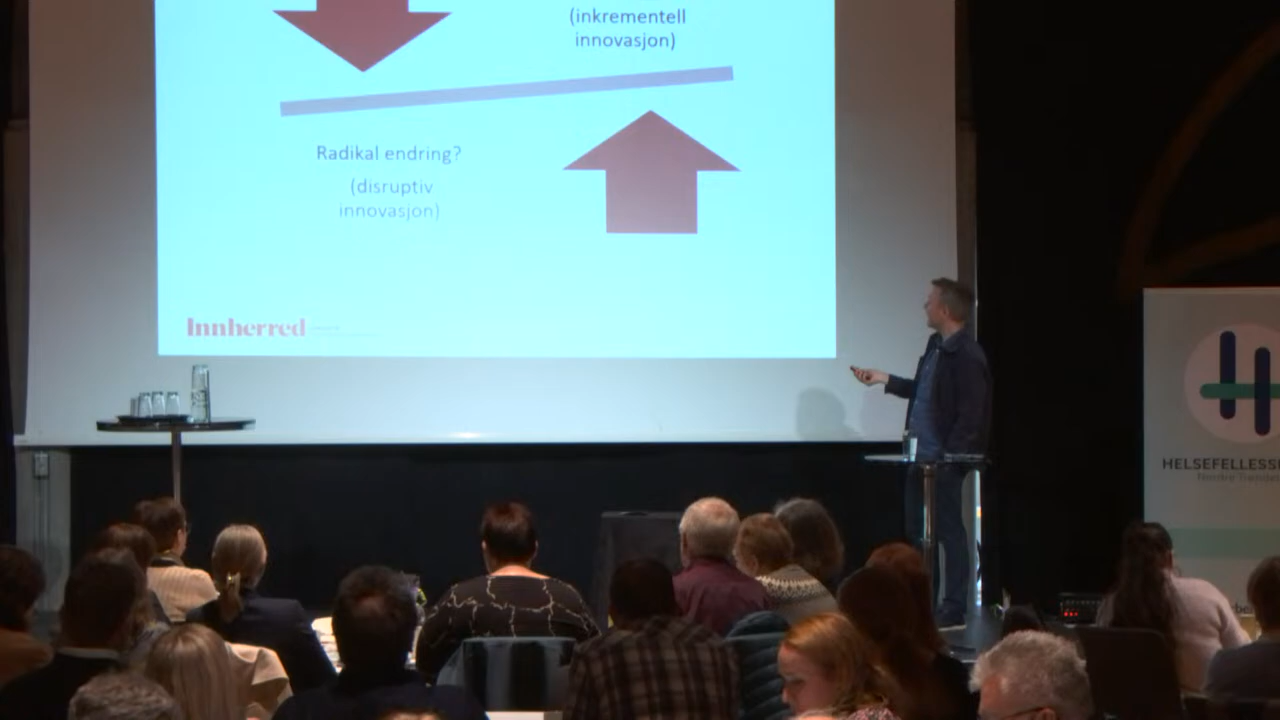 (inkrementell
innovasjon)
Radikal endring?
(disruptiv
innovasjon)
Innherred
HELSEFELLESS